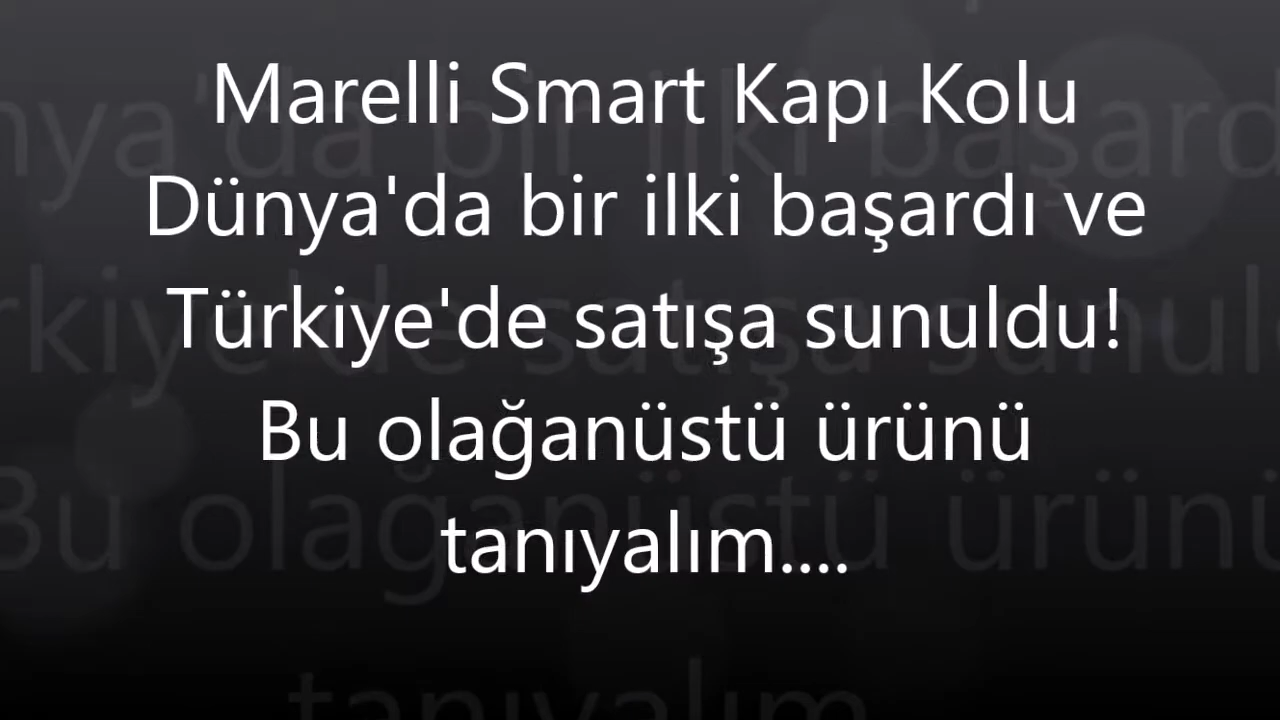 Marelli Smart Kapı Kolu
Dünya'da bir ilki başardı ve
Türkiye'de satışa sunuldu!
Bu olağanüstü ürünü
tanıyalım....